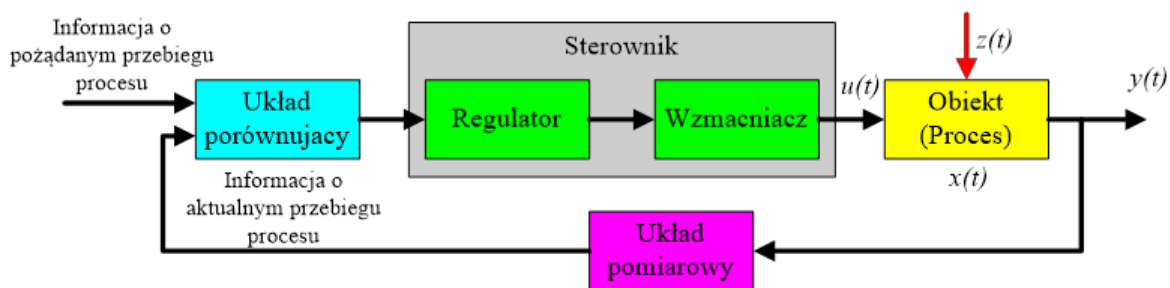 Informacja o
pożądanym przebiegu
procesu
Układ
porównujacy
Sterownik
Regulator
Wzmacniacz
u(t)
z(t)
Obiekt
(Proces)
x(t)
y(t)
Informacja o
aktualnym przebiegu
procesu
Układ
pomiarowy